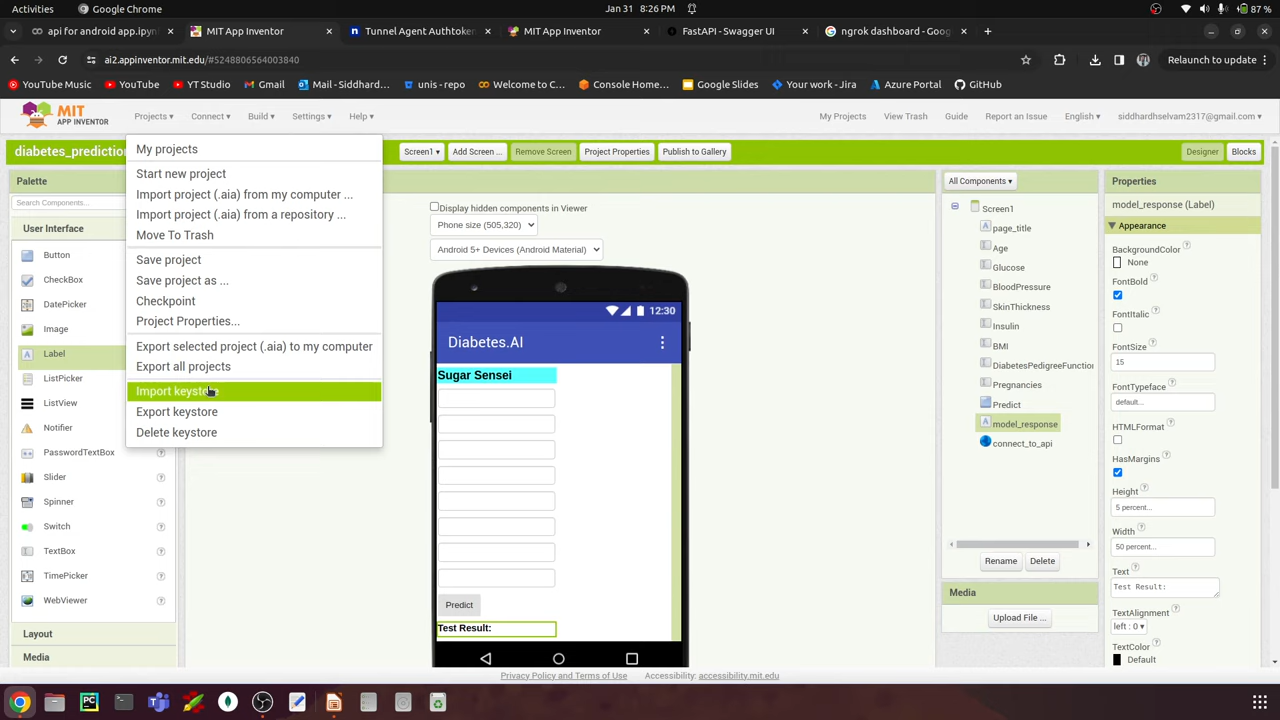 Activities
Google Chrome
Jan 31 8:26 PM
87 %
api for android app.ipynb
MIT App Inventor
Tunnel Agent Authtoken
MIT App Inventor
FastAPI - Swagger UI
ngrok dashboard - Goog
ai2.appinventor.mit.edu/#5248806564003840
Relaunch to update
YouTube Music
YouTube
YT Studio
Gmail
Mail - Siddhard...
unis - repo
Welcome to C...
Console Home...
Google Slides
Your work - Jira
Azure Portal
GitHub
MIT
APP INVENTOR
Projects
Connect
Build
Settings
Help
My Projects
View Trash
Guide
Report an Issue
English
siddhardhselvam2317@gmail.com
diabetes_prediction
Screen1
Add Screen ...
Remove Screen
Project Properties
Publish to Gallery
Designer
Blocks
My projects
Start new project
Import project (.aia) from my computer ...
Import project (.aia) from a repository ...
Move To Trash
Save project
Save project as ...
Checkpoint
Project Properties...
Export selected project (.aia) to my computer
Export all projects
Import keystore
Export keystore
Delete keystore
Palette
Search Components...
User Interface
Button
CheckBox
DatePicker
Image
Label
ListPicker
ListView
Notifier
PasswordTextBox
Slider
Spinner
Switch
TextBox
TimePicker
WebViewer
Layout
Media
Display hidden components in Viewer
Phone size (505,320)
Android 5+ Devices (Android Material)
12:30
Diabetes.AI
Sugar Sensei
Predict
Test Result:
All Components
Screen1
page_title
Age
Glucose
BloodPressure
SkinThickness
Insulin
BMI
DiabetesPedigreeFunction
Pregnancies
Predict
model_response
connect_to_api
Rename
Delete
Media
Upload File ...
Properties
model_response (Label)
Appearance
BackgroundColor
None
FontBold
FontItalic
FontSize
15
FontTypeface
default...
HTMLFormat
HasMargins
Height
5 percent...
Width
50 percent...
Text
Test Result:
TextAlignment
left : 0
TextColor
Default
Privacy Policy and Terms of Use
Accessibility: accessibility.mit.edu